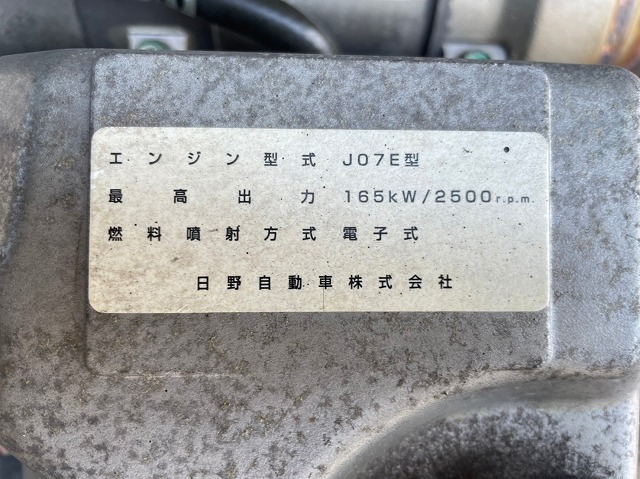 エンジン型式 J07E型
最高出力 165kW/2500r.p.m.
燃料噴射方式 電子式
日野自動車株式会社